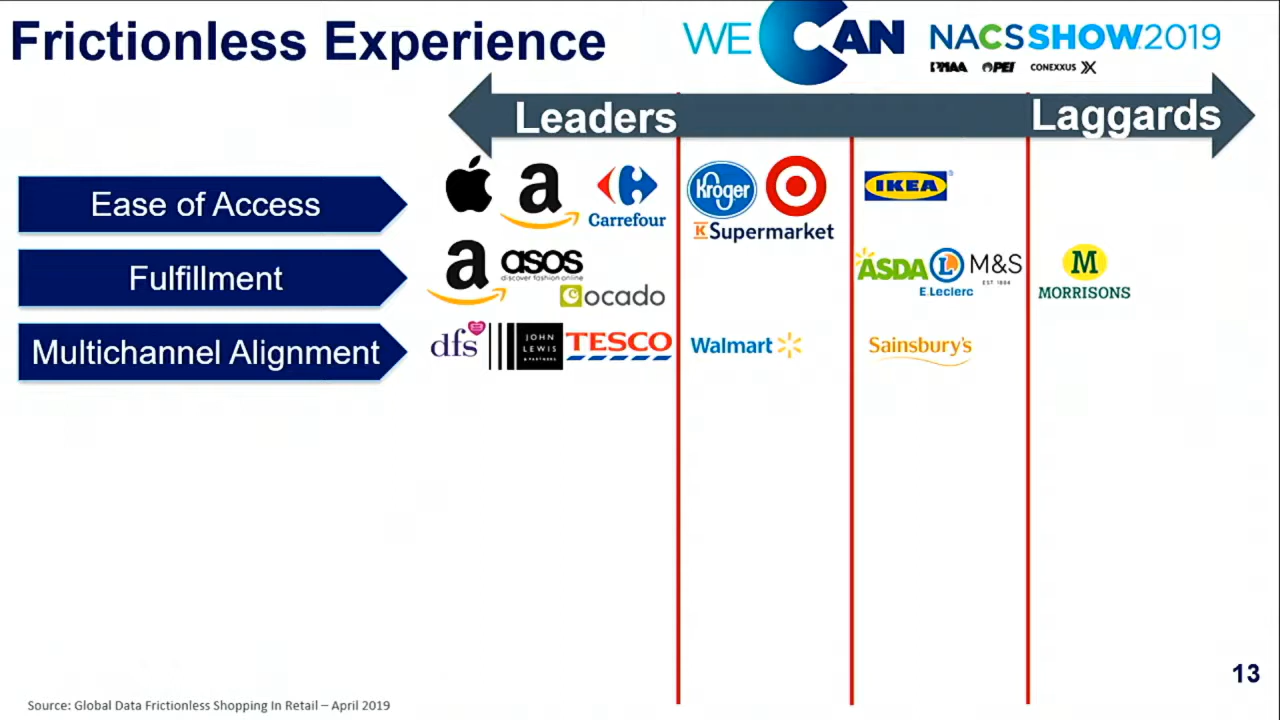 Frictionless Experience
WE CAN
NACS SHOW 2019
PMAA PEI CONEXXUS
Leaders
Laggards
Ease of Access
a
Carrefour
Kroger
K Supermarket
IKEA
Fulfillment
a
asos
discover fashion online
ocado
ASDA
L
E Leclerc
M&S
EST 1884
M
MORRISONS
Multichannel Alignment
dfs
JOHN
LEWIS
& PARTNERS
TESCO
Walmart
Sainsbury's
13
Source: Global Data Frictionless Shopping In Retail – April 2019